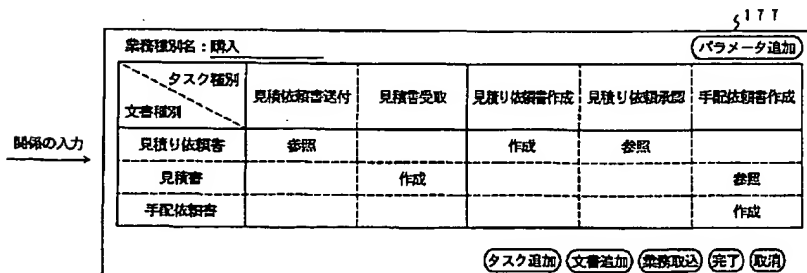 177
業務種別名:購入
パラメータ追加
タスク種別
文書種別
見積依頼書送付 見積書受取 見積り依頼書作成 見積り依頼承認 手配依頼書作成
関係の入力
見積り依頼書 参照 作成 参照
見積書 作成 参照
手配依頼書 作成
タスク追加 文書追加 業務取込 完了 取消